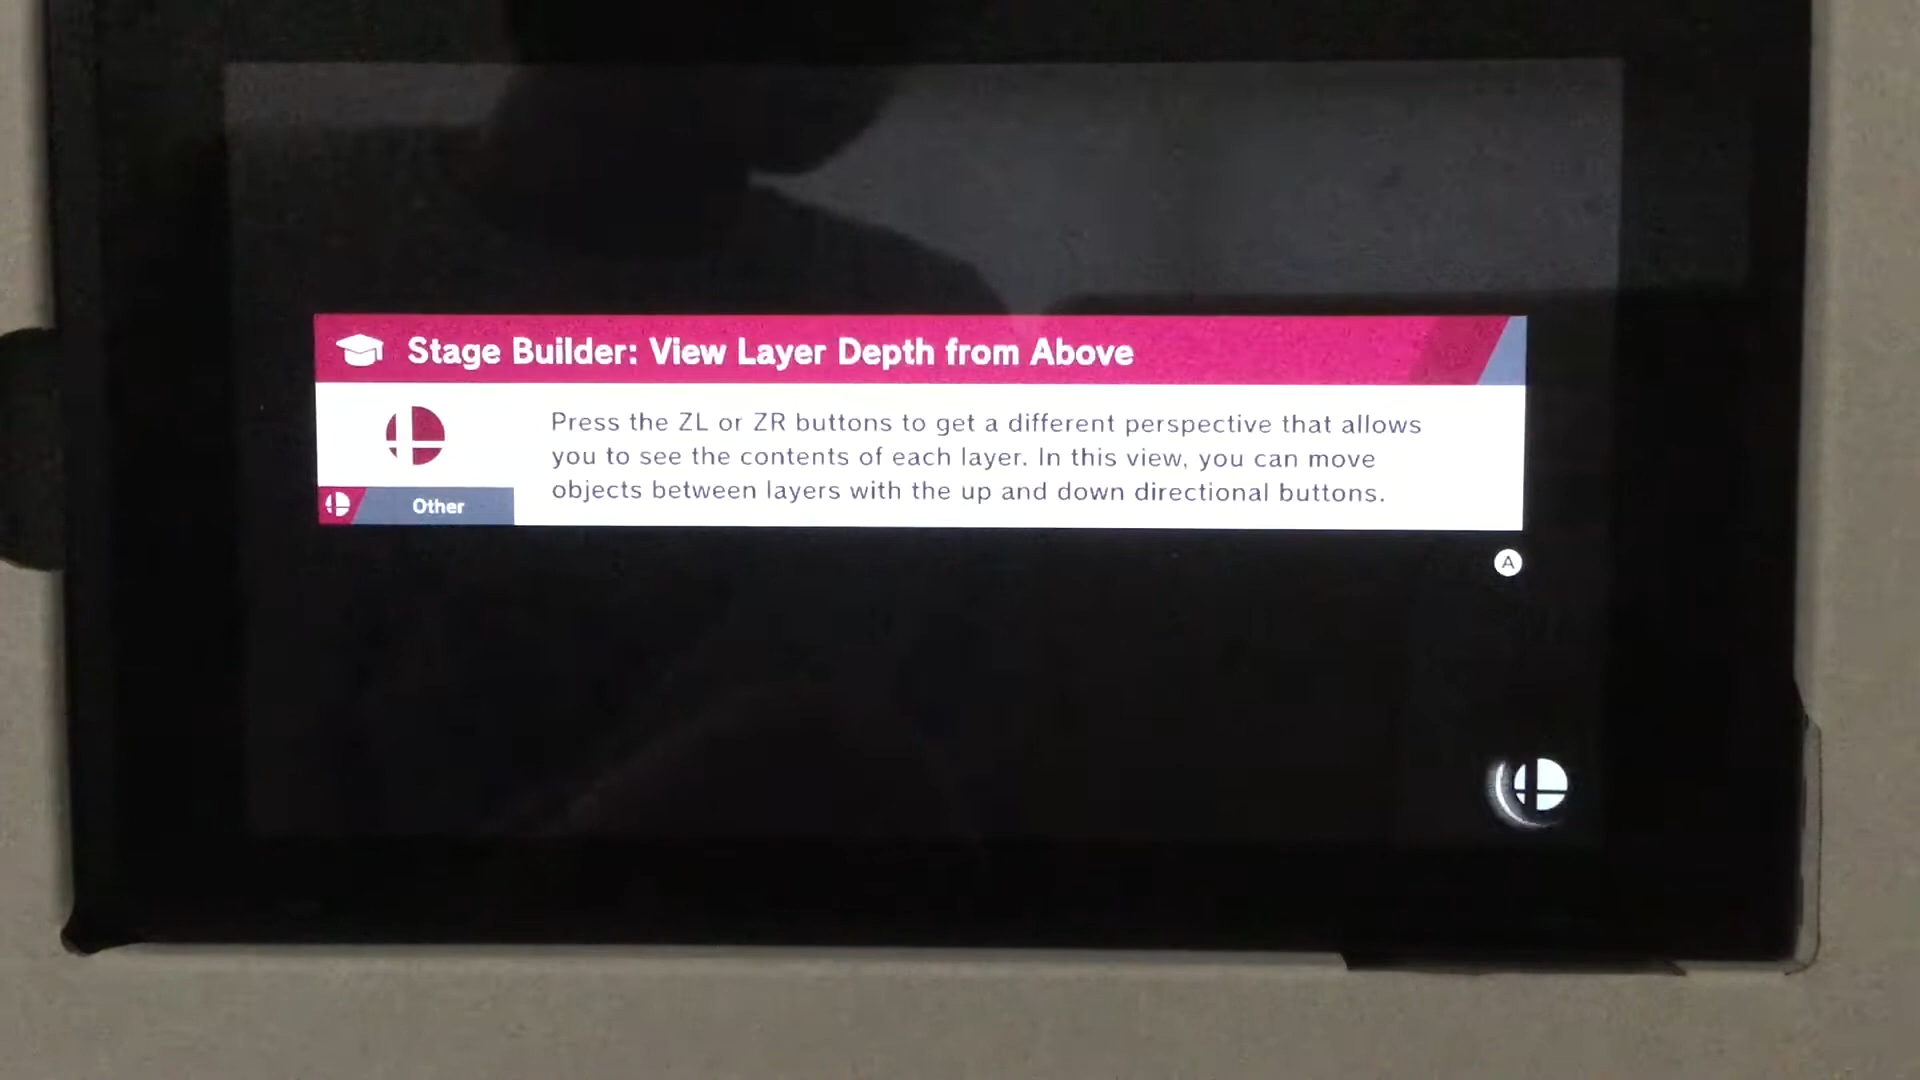 Stage Builder: View Layer Depth from Above
Press the ZL or ZR buttons to get a different perspective that allows
you to see the contents of each layer. In this view, you can move
objects between layers with the up and down directional buttons.
Other
A